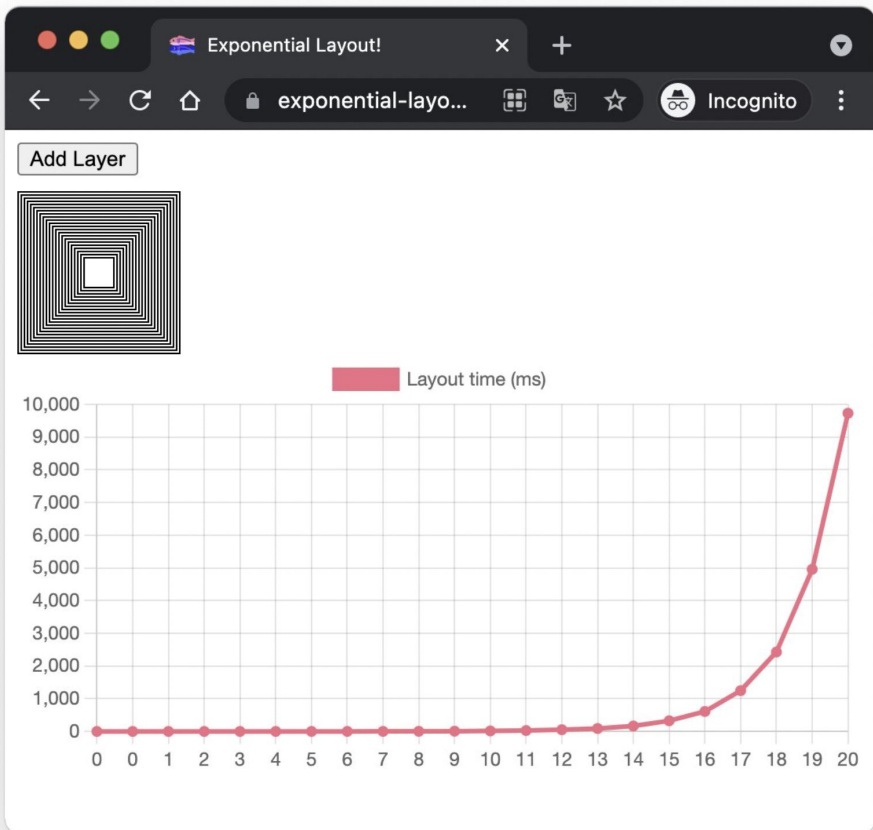 Exponential Layout!
exponential-layo...
Incognito
Add Layer
Layout time (ms)
10,000
9,000
8,000
7,000
6,000
5,000
4,000
3,000
2,000
1,000
0
0 0 1 2 3 4 5 6 7 8 9 10 11 12 13 14 15 16 17 18 19 20